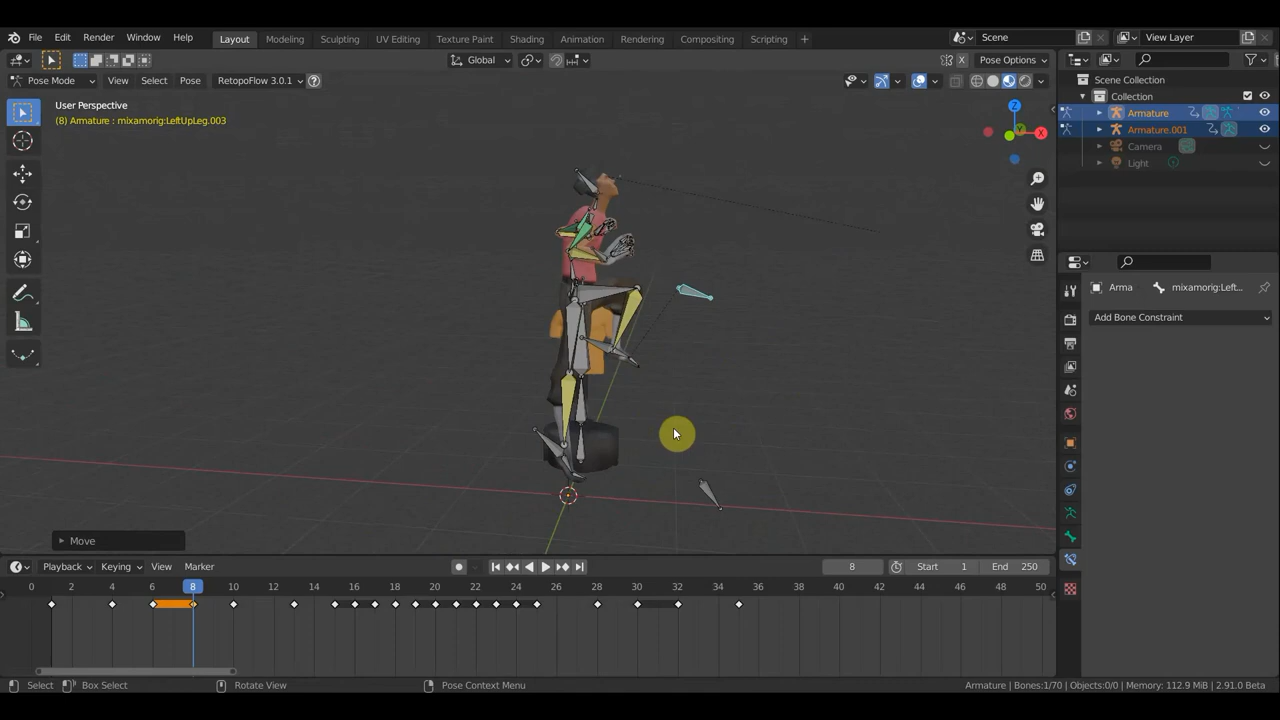 File Edit Render Window Help Layout Modeling Sculpting UV Editing Texture Paint Shading Animation Rendering Compositing Scripting + Scene View Layer
Global Pose Options
Pose Mode View Select Pose RetopoFlow 3.0.1 ?
Scene Collection
Collection
Armature
Armature.001
Camera
Light
User Perspective
(8) Armature : mixamorig:LeftUpLeg.003
Z
Y
X
Arma mixamorig:Left...
Add Bone Constraint
Move
Playback Keying View Marker 8 Start 1 End 250
0 2 4 6 8 10 12 14 16 18 20 22 24 26 28 30 32 34 36 38 40 42 44 46 48 50
Select Box Select Rotate View Pose Context Menu Armature | Bones:1/70 | Objects:0/0 | Memory: 112.9 MiB | 2.91.0 Beta